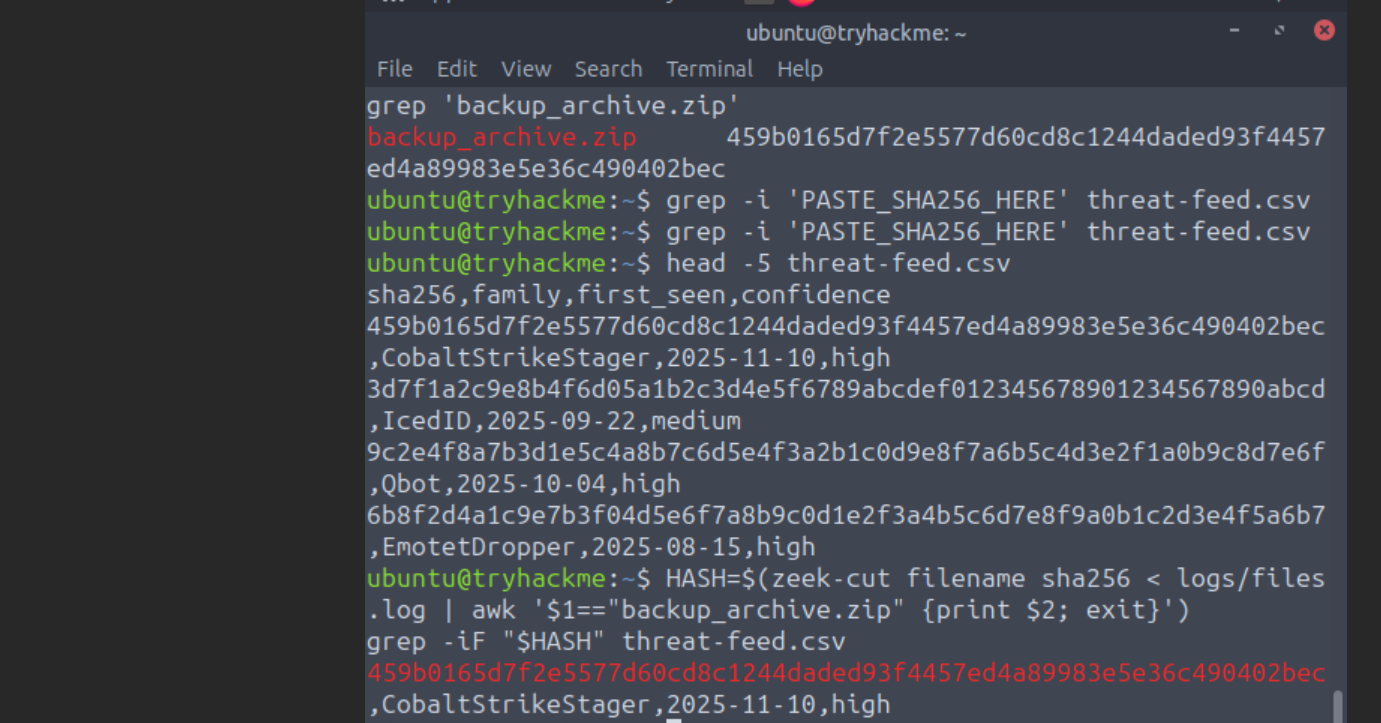 ubuntu@tryhackme: ~
File Edit View Search Terminal Help
grep 'backup_archive.zip'
backup_archive.zip 459b0165d7f2e5577d60cd8c1244daded93f4457
ed4a89983e5e36c490402bec
ubuntu@tryhackme:~$ grep -i 'PASTE_SHA256_HERE' threat-feed.csv
ubuntu@tryhackme:~$ grep -i 'PASTE_SHA256_HERE' threat-feed.csv
ubuntu@tryhackme:~$ head -5 threat-feed.csv
sha256,family,first_seen,confidence
459b0165d7f2e5577d60cd8c1244daded93f4457ed4a89983e5e36c490402bec
,CobaltStrikeStager,2025-11-10,high
3d7f1a2c9e8b4f6d05a1b2c3d4e5f6789abcdef012345678901234567890abcd
,IcedID,2025-09-22,medium
9c2e4f8a7b3d1e5c4a8b7c6d5e4f3a2b1c0d9e8f7a6b5c4d3e2f1a0b9c8d7e6f
,Qbot,2025-10-04,high
6b8f2d4a1c9e7b3f04d5e6f7a8b9c0d1e2f3a4b5c6d7e8f9a0b1c2d3e4f5a6b7
,EmotetDropper,2025-08-15,high
ubuntu@tryhackme:~$ HASH=$(zeek-cut filename sha256 < logs/files
.log | awk '$1=="backup_archive.zip" {print $2; exit}')
grep -iF "$HASH" threat-feed.csv
459b0165d7f2e5577d60cd8c1244daded93f4457ed4a89983e5e36c490402bec
,CobaltStrikeStager,2025-11-10,high